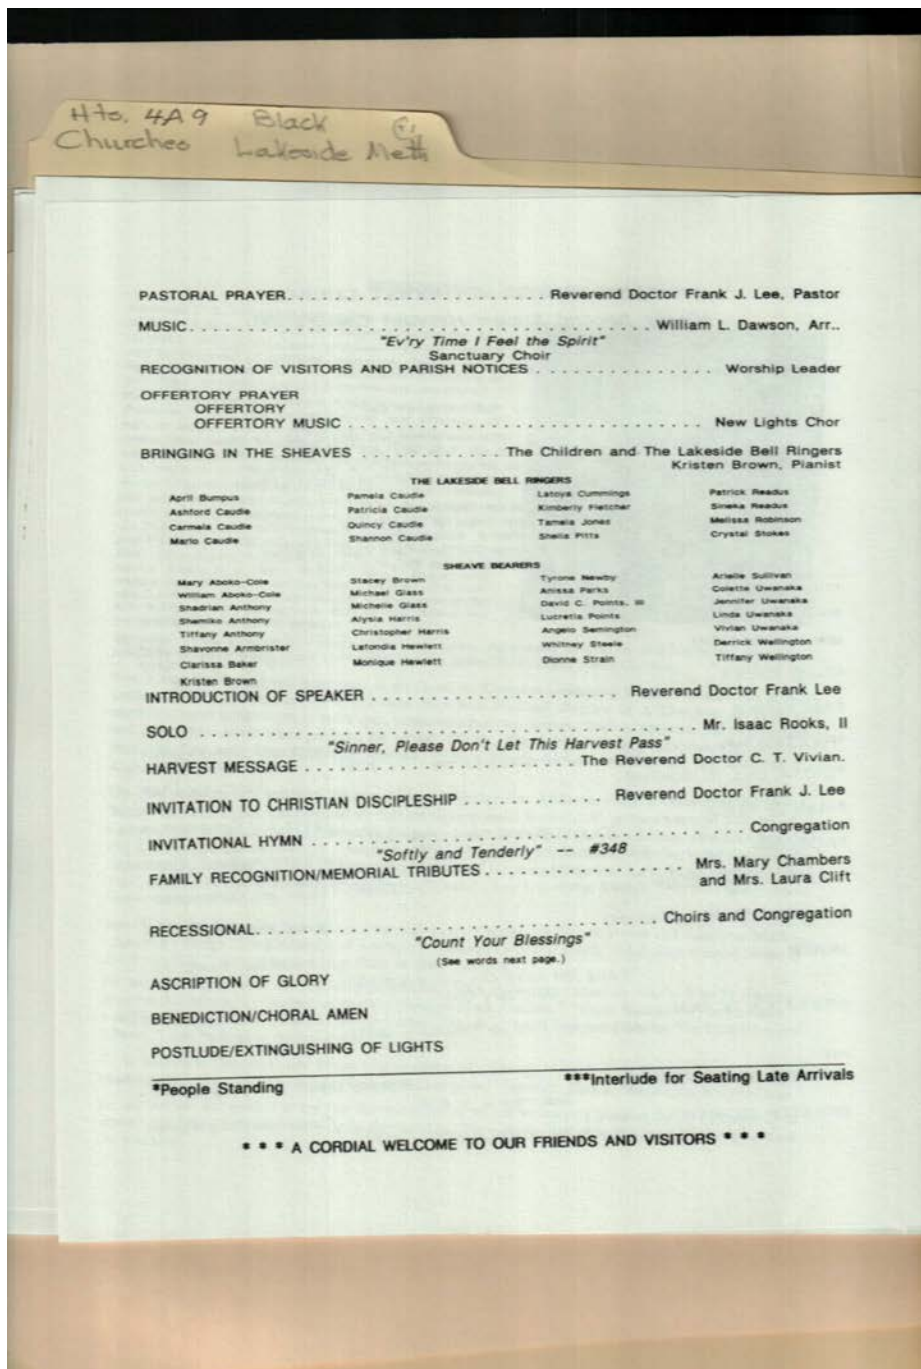 Hto. 4A9 Black
Churches Lakeside Meth
PASTORAL PRAYER. . . . . . . . . . . . . . . . . . . . . . . . Reverend Doctor Frank J. Lee, Pastor
MUSIC. . . . . . . . . . . . . . . . . . . . . . . . . . . . . . . . . . . . . . . . . William L. Dawson, Arr..
"Ev'ry Time I Feel the Spirit"
Sanctuary Choir
RECOGNITION OF VISITORS AND PARISH NOTICES . . . . . . . . . . . . . . . . Worship Leader
OFFERTORY PRAYER
OFFERTORY
OFFERTORY MUSIC . . . . . . . . . . . . . . . . . . . . . . . . . . . . . . . . New Lights Chor
BRINGING IN THE SHEAVES . . . . . . . . . . . . The Children and The Lakeside Bell Ringers
Kristen Brown, Pianist
THE LAKESIDE BELL RINGERS
April Bumpus Pamela Caudle Latoya Cummings Patrick Readus
Ashford Caudle Patricia Caudle Kimberly Fletcher Sineka Readus
Carmela Caudle Quincy Caudle Tamela Jones Melissa Robinson
Mario Caudle Shannon Caudle Shelia Pitts Crystal Stokes
SHEAVE BEARERS
Mary Aboko-Cole Stacey Brown Tyrone Newby Arielle Sullivan
William Aboko-Cole Michael Glass Anissa Parks Colette Uwanaka
Shadrian Anthony Michelle Glass David C. Points, III Jennifer Uwanaka
Shamiko Anthony Alysia Harris Lucretia Points Linda Uwanaka
Tiffany Anthony Christopher Harris Angelo Semington Vivian Uwanaka
Shavonne Armbrister Lafondia Hewlett Whitney Steele Derrick Wellington
Clarissa Baker Monique Hewlett Dionne Strain Tiffany Wellington
Kristen Brown
INTRODUCTION OF SPEAKER . . . . . . . . . . . . . . . . . . . . . . Reverend Doctor Frank Lee
SOLO . . . . . . . . . . . . . . . . . . . . . . . . . . . . . . . . . . . . . . . . . . Mr. Isaac Rooks, II
"Sinner, Please Don't Let This Harvest Pass"
HARVEST MESSAGE . . . . . . . . . . . . . . . . . . . . . . . . The Reverend Doctor C. T. Vivian.
INVITATION TO CHRISTIAN DISCIPLESHIP . . . . . . . . . . . . Reverend Doctor Frank J. Lee
INVITATIONAL HYMN . . . . . . . . . . . . . . . . . . . . . . . . . . . . . . . . . . . . . Congregation
"Softly and Tenderly" -- #348
FAMILY RECOGNITION/MEMORIAL TRIBUTES . . . . . . . . . . . . . . . . . Mrs. Mary Chambers
and Mrs. Laura Clift
RECESSIONAL. . . . . . . . . . . . . . . . . . . . . . . . . . . . . . . . . . . Choirs and Congregation
"Count Your Blessings"
(See words next page.)
ASCRIPTION OF GLORY
BENEDICTION/CHORAL AMEN
POSTLUDE/EXTINGUISHING OF LIGHTS
*People Standing ***Interlude for Seating Late Arrivals
* * * A CORDIAL WELCOME TO OUR FRIENDS AND VISITORS * * *